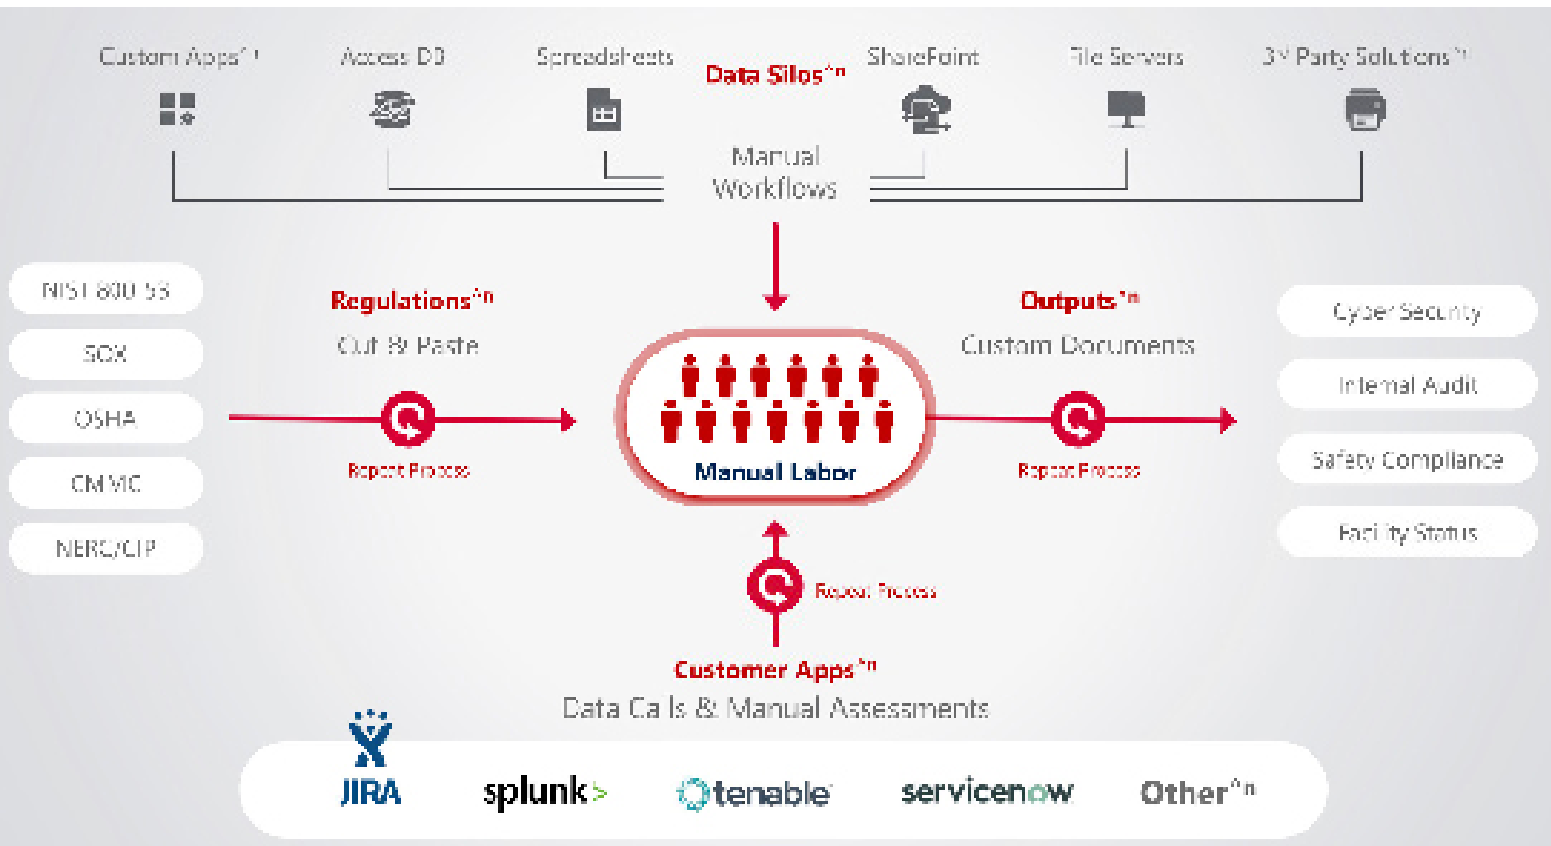 Custom Apps^n
Access DB
Spreadsheets
Data Silos^n
SharePoint
File Servers
3rd Party Solutions^n
Manual
Workflows
NIST 800-53
SOX
OSHA
CMMC
NERC/CIP
Regulations^n
Cut & Paste
Repeat Process
Manual Labor
Outputs^n
Custom Documents
Repeat Process
Cyber Security
Internal Audit
Safety Compliance
Facility Status
Repeat Process
Customer Apps^n
Data Calls & Manual Assessments
JIRA
splunk>
tenable
servicenow
Other^n